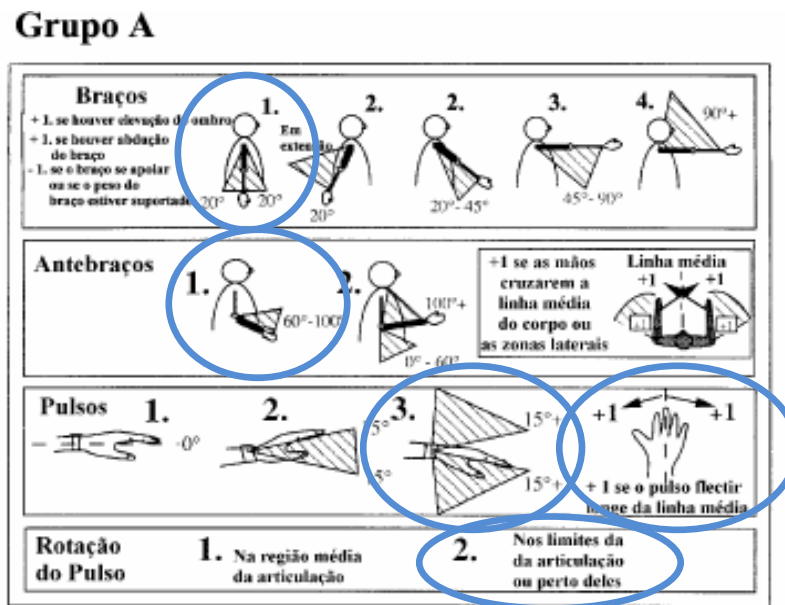 Grupo A
Braços
+ 1. se houver elevação do ombro
+ 1. se houver abdução
do braço
- 1. se o braço se apoiar
ou se o peso do
braço estiver suportado
1.
20°
20°
2.
Em
extensão
20°
2.
20°- 45°
3.
45°- 90°
4.
90°+
Antebraços
1.
60°-100°
2.
100°+
0° - 60°
+1 se as mãos
cruzarem a
linha média
do corpo ou
as zonas laterais
Linha média
+1
+1
+1
+1
Pulsos
1.
0°
2.
15°
15°
3.
15°+
15°+
+1
+1
+ 1 se o pulso flectir
longe da linha média
Rotação
do Pulso
1. Na região média
da articulação
2. Nos limites da
da articulação
ou perto deles